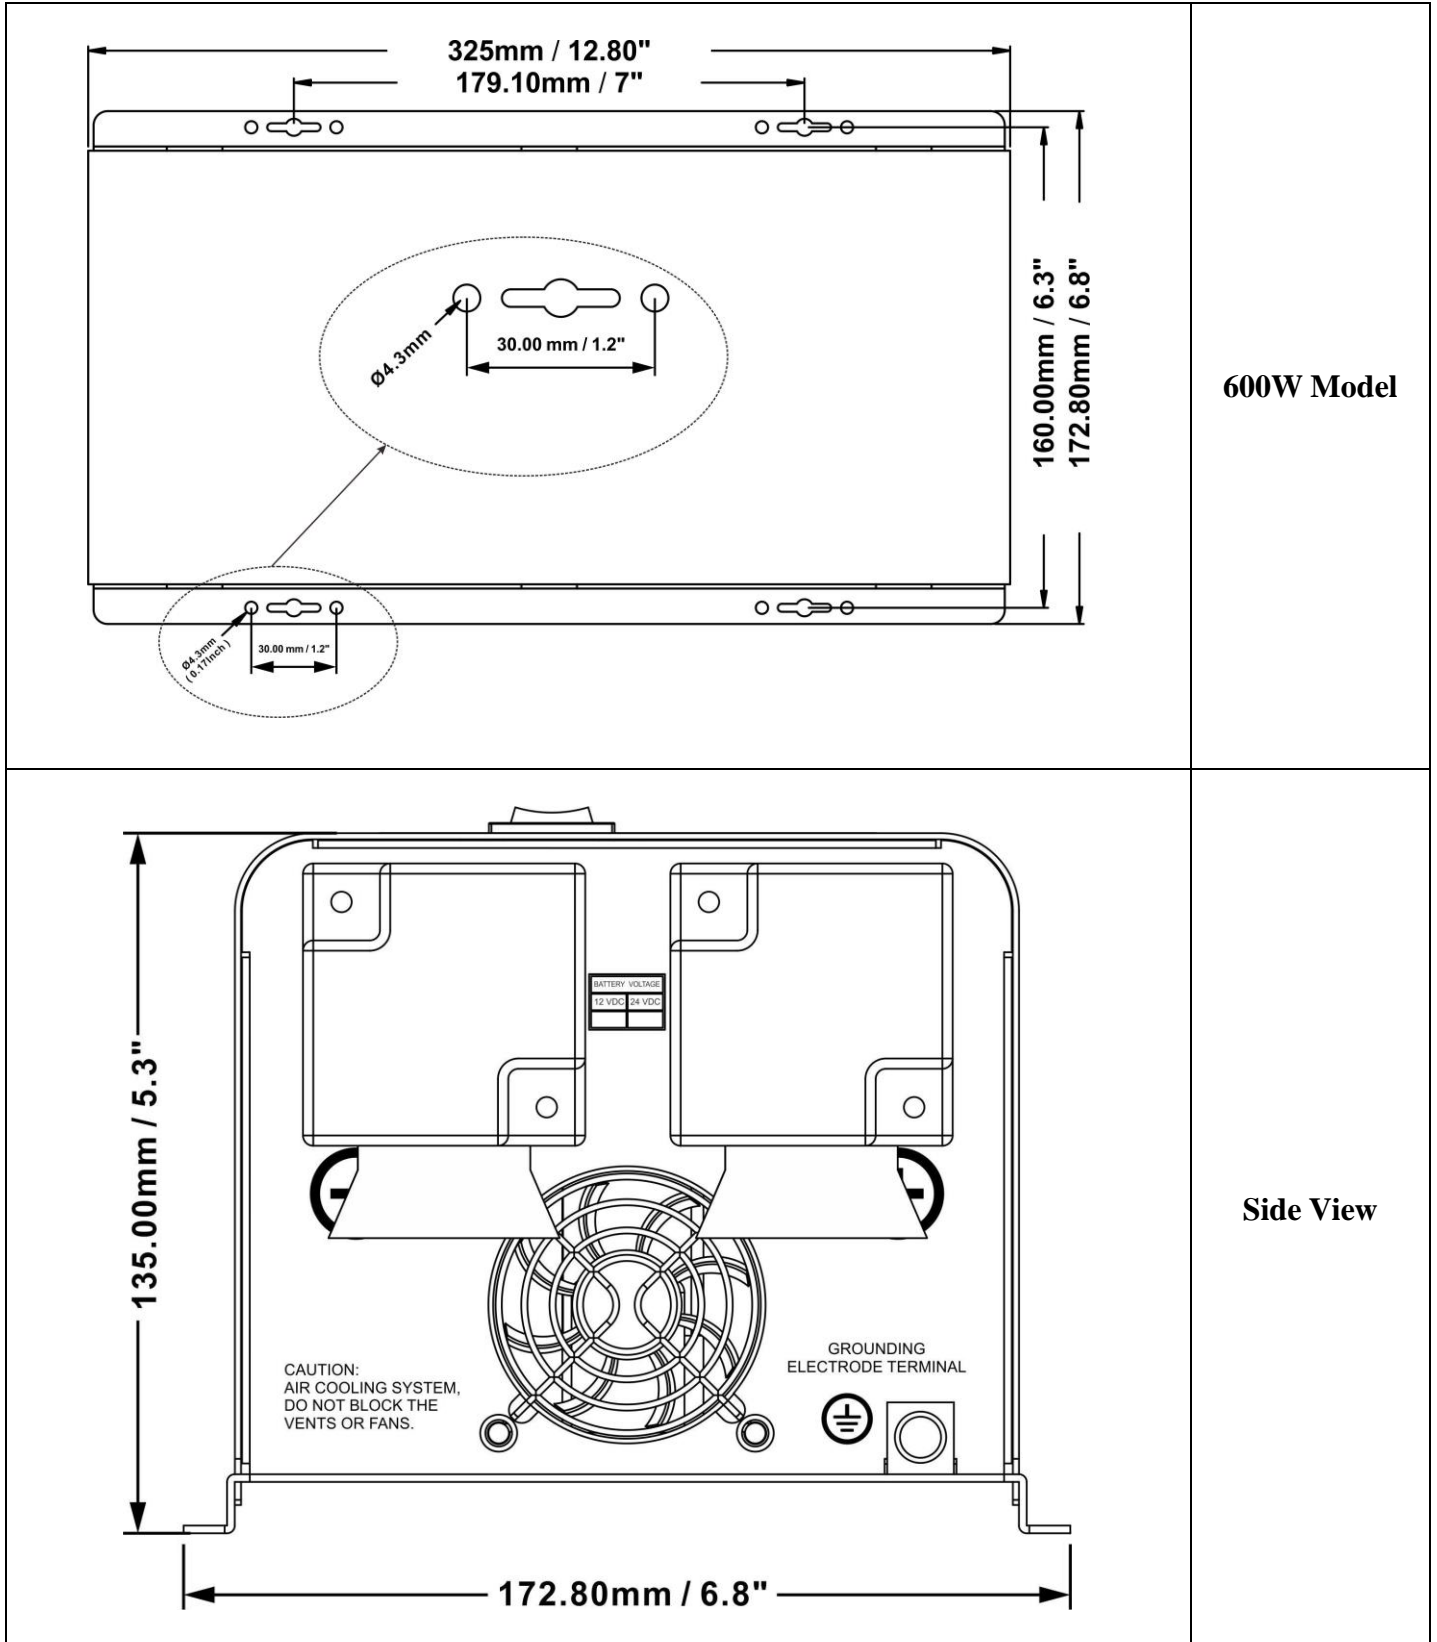 325mm / 12.80"
179.10mm / 7"
160.00mm / 6.3"
172.80mm / 6.8"
Ø4.3mm
30.00 mm / 1.2"
600W Model
Ø4.3mm
( 0.17Inch )
30.00 mm / 1.2"
BATTERY VOLTAGE
12 VDC 24 VDC
135.00mm / 5.3"
Side View
CAUTION:
AIR COOLING SYSTEM,
DO NOT BLOCK THE
VENTS OR FANS.
GROUNDING
ELECTRODE TERMINAL
172.80mm / 6.8"